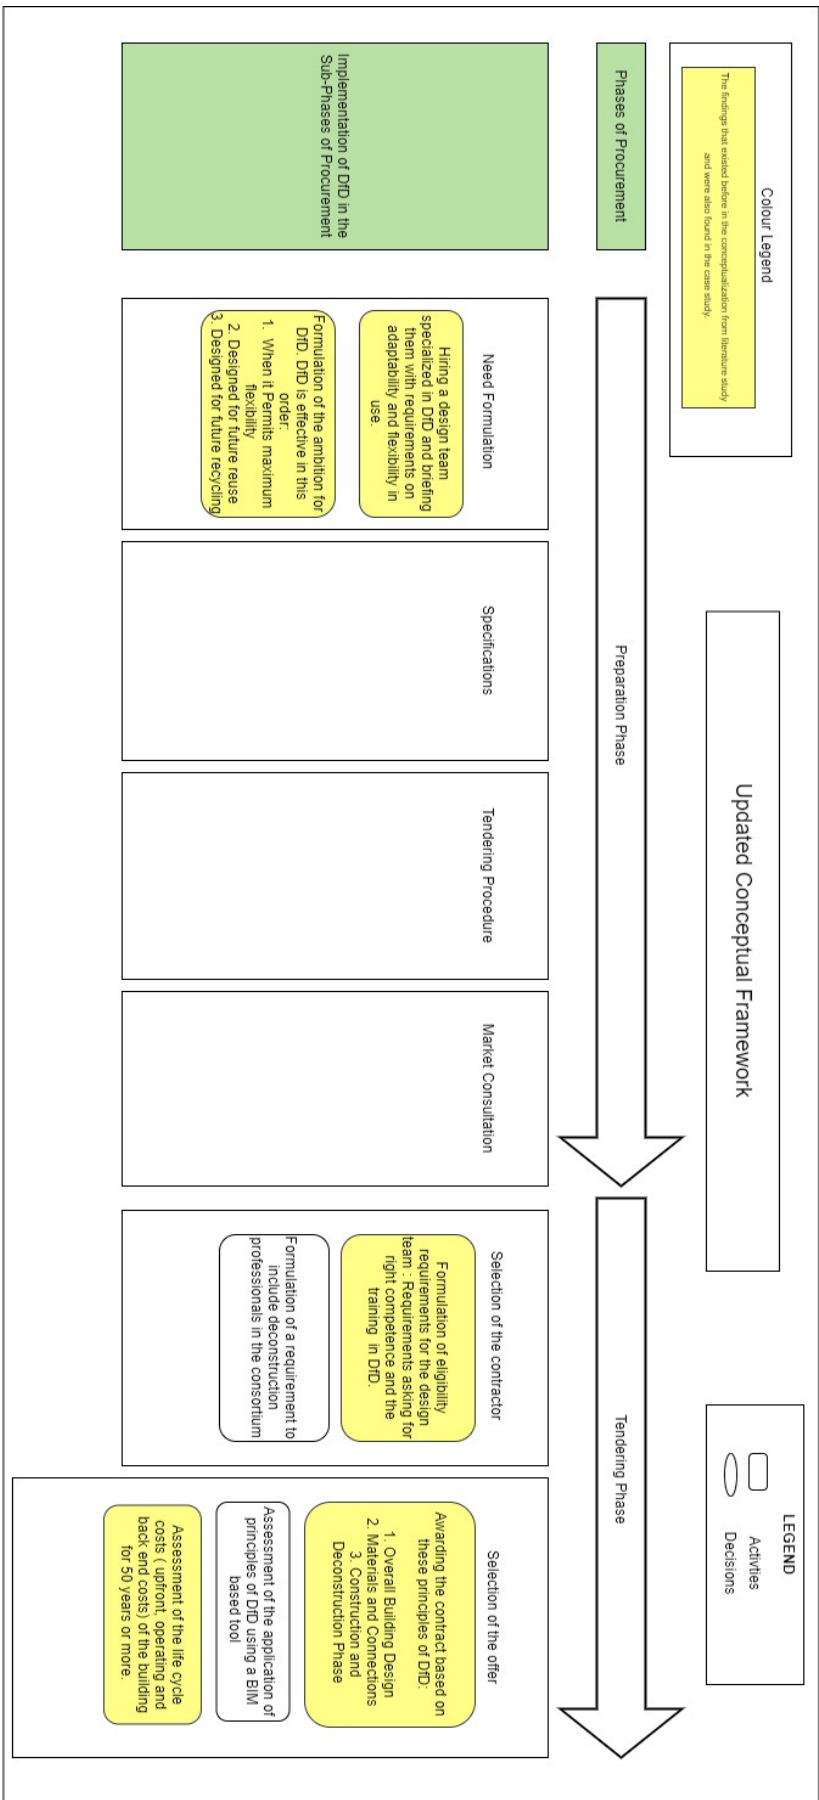 Colour Legend
The findings that existed before in the conceptualization from literature study
and were also found in the case study.
Updated Conceptual Framework
LEGEND
Activties
Decisions
Phases of Procurement
Preparation Phase
Tendering Phase
Implementation of DfD in the
Sub-Phases of Procurement
Need Formulation
Hiring a design team
specialized in DfD and briefing
them with requirements on
adaptability and flexibility in
use.
Formulation of the ambition for
DfD. DfD is effective in this
order:
1. When it Permits maximum
flexibility
2. Designed for future reuse
3. Designed for future recycling
Specifications
Tendering Procedure
Market Consultation
Selection of the contractor
Formulation of eligibility
requirements for the design
team : Requirements asking for
right competence and the
training in DfD.
Formulation of a requirement to
include deconstruction
professionals in the consortium
Selection of the offer
Awarding the contract based on
these principles of DfD:
1. Overall Building Design
2. Materials and Connections
3. Construction and
Deconstruction Phase
Assessment of the application of
principles of DfD using a BIM
based tool
Assessment of the life cycle
costs ( upfront, operating and
back end costs) of the building
for 50 years or more.